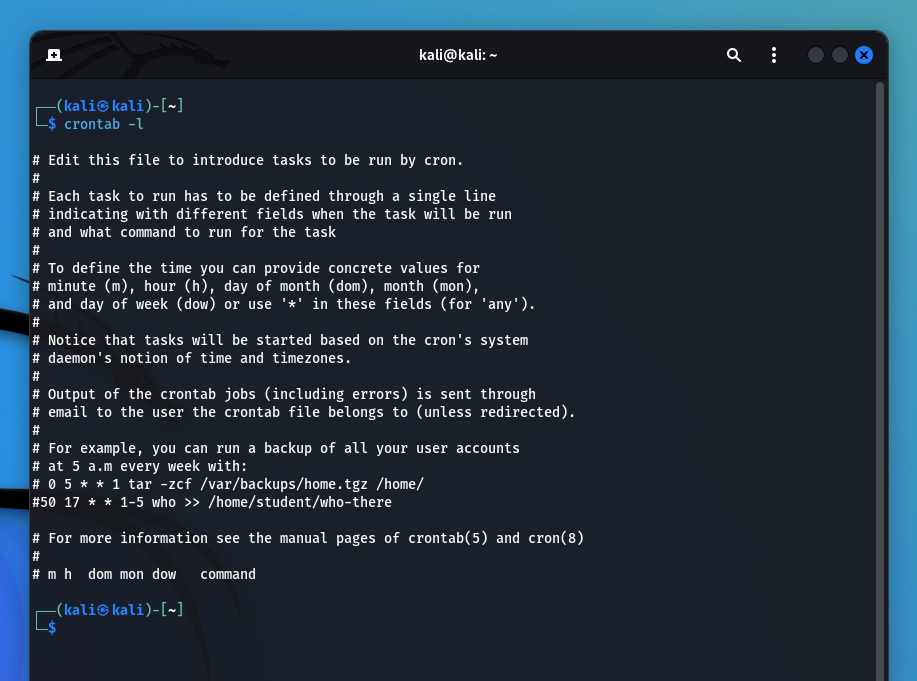 kali@kali: ~
┌──(kali㉿kali)-[~]
└─$ crontab -l
# Edit this file to introduce tasks to be run by cron.
#
# Each task to run has to be defined through a single line
# indicating with different fields when the task will be run
# and what command to run for the task
#
# To define the time you can provide concrete values for
# minute (m), hour (h), day of month (dom), month (mon),
# and day of week (dow) or use '*' in these fields (for 'any').
#
# Notice that tasks will be started based on the cron's system
# daemon's notion of time and timezones.
#
# Output of the crontab jobs (including errors) is sent through
# email to the user the crontab file belongs to (unless redirected).
#
# For example, you can run a backup of all your user accounts
# at 5 a.m every week with:
# 0 5 * * 1 tar -zcf /var/backups/home.tgz /home/
#50 17 * * 1-5 who >> /home/student/who-there
# For more information see the manual pages of crontab(5) and cron(8)
#
# m h  dom mon dow   command
┌──(kali㉿kali)-[~]
└─$